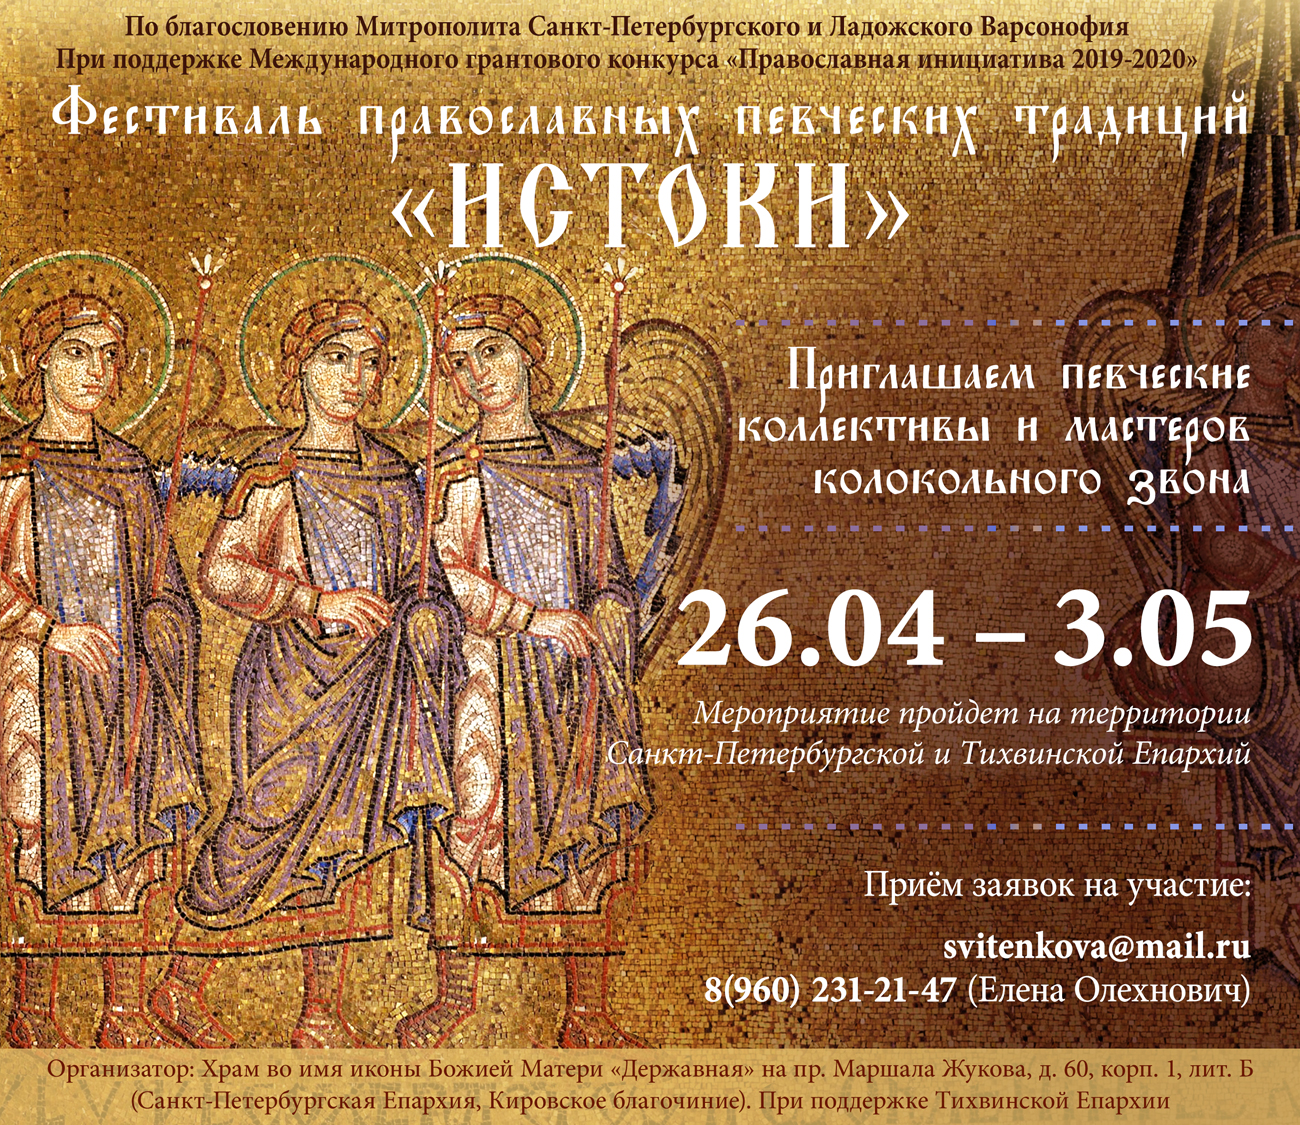 По благословению Митрополита Санкт-Петербургского и Ладожского Варсонофия
При поддержке Международного грантового конкурса «Православная инициатива 2019-2020»
Фестиваль православных певческих традиций
«ИСТОКИ»
Приглашаем певческие
коллективы и мастеров
колокольного звона
26.04 – 3.05
Мероприятие пройдет на территории
Санкт-Петербургской и Тихвинской Епархий
Приём заявок на участие:
svitenkova@mail.ru
8(960) 231-21-47 (Елена Олехнович)
Организатор: Храм во имя иконы Божией Матери «Державная» на пр. Маршала Жукова, д. 60, корп. 1, лит. Б
(Санкт-Петербургская Епархия, Кировское благочиние). При поддержке Тихвинской Епархии